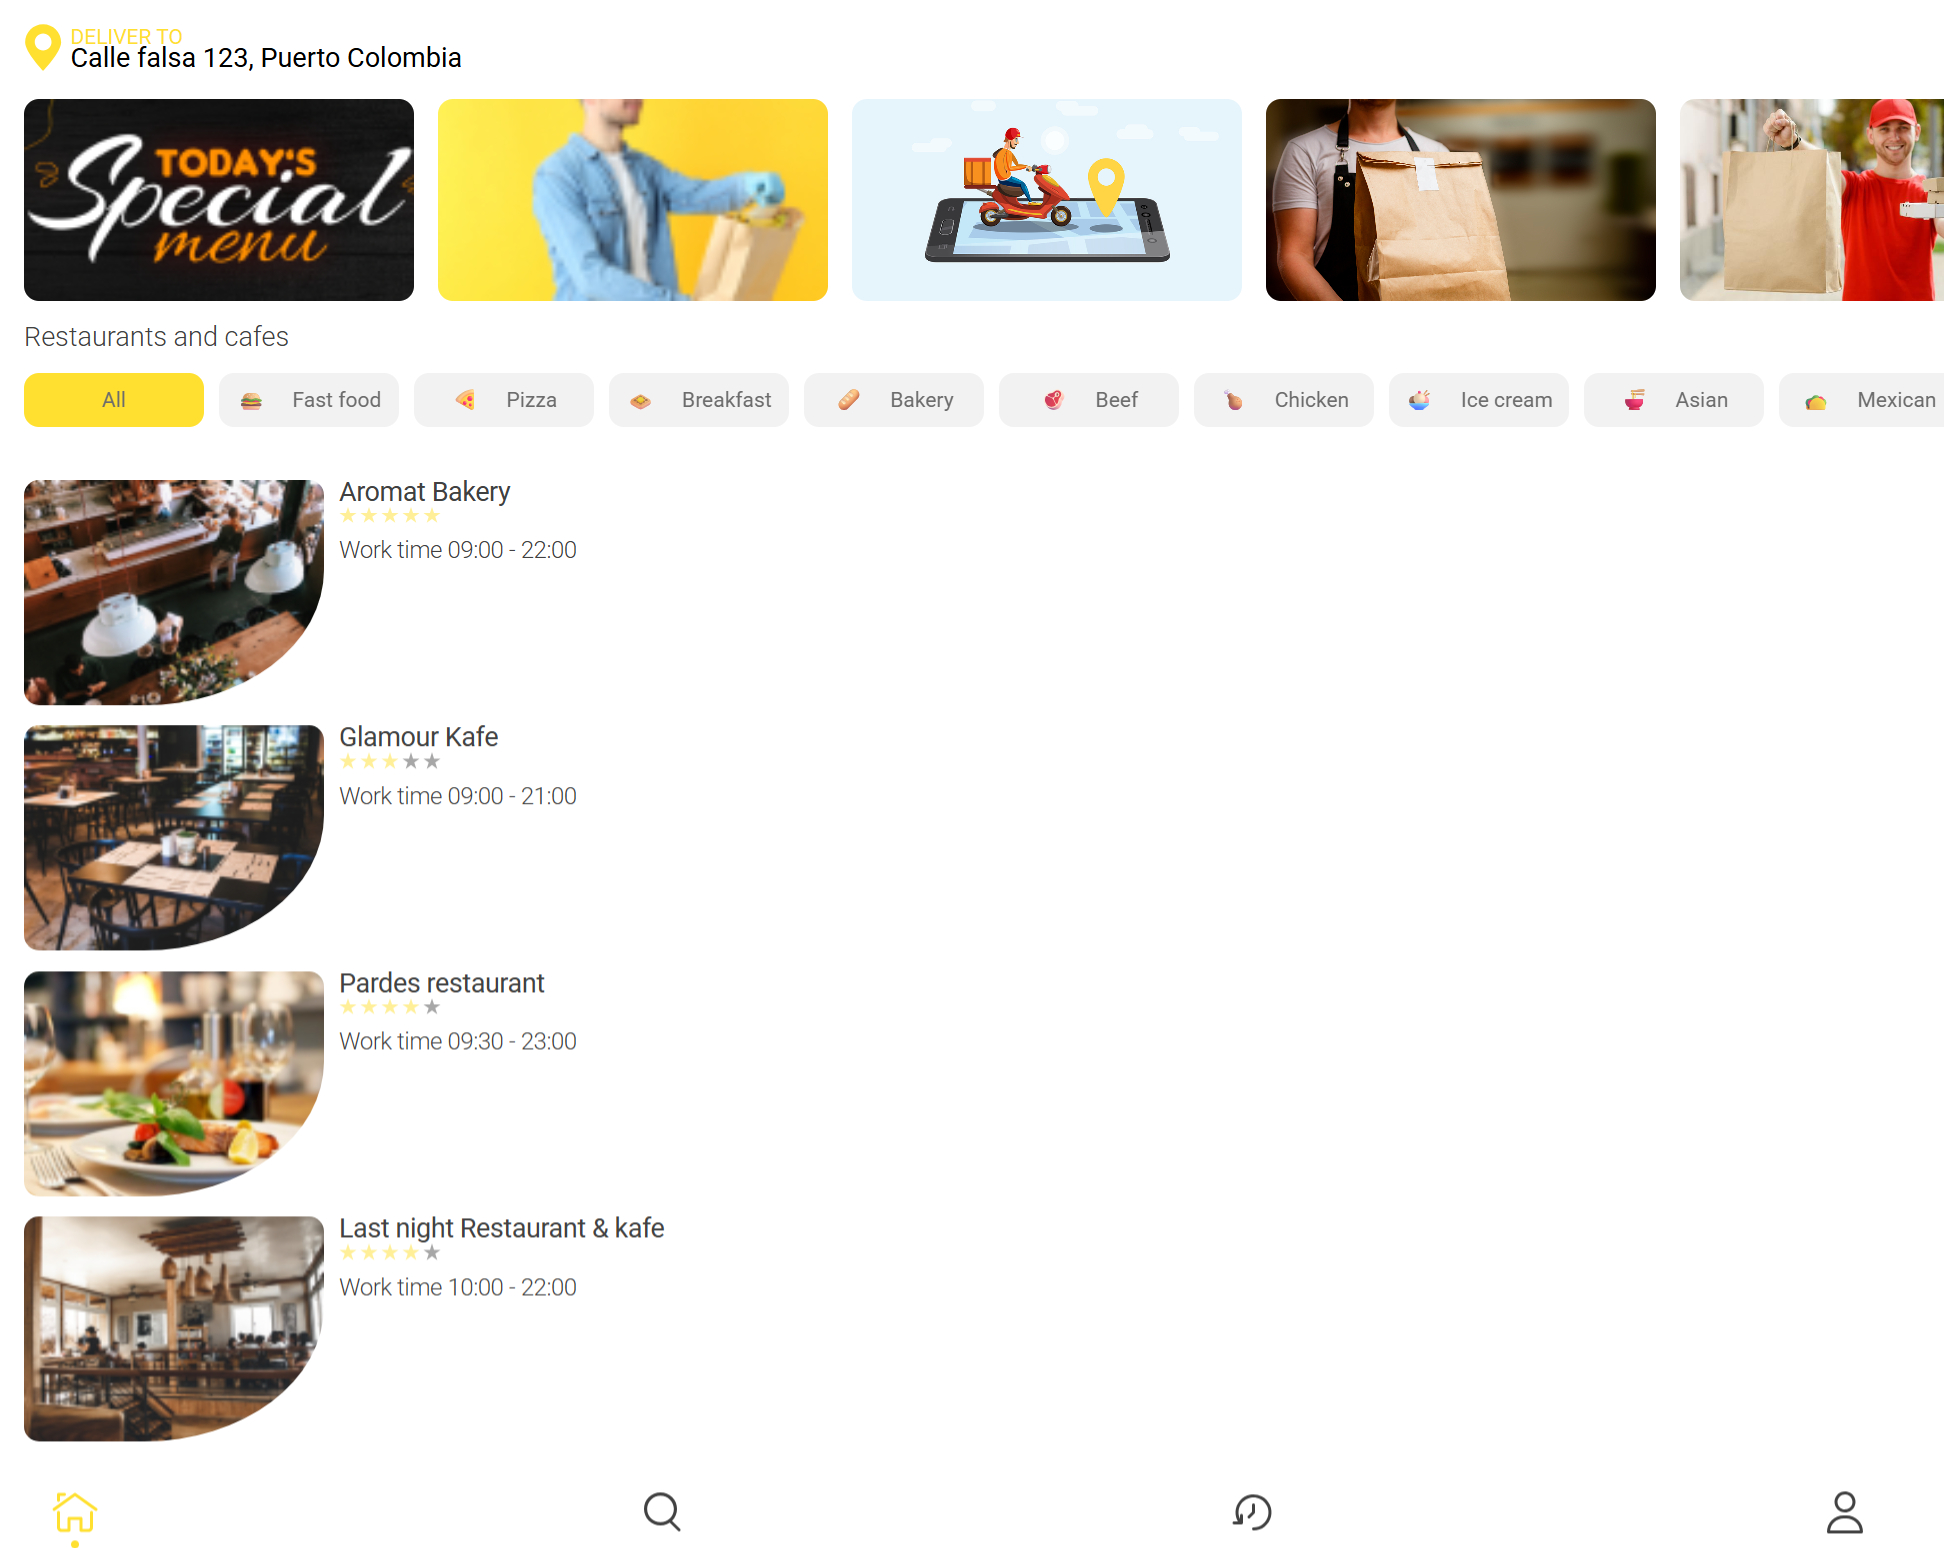 DELIVER TO
Calle falsa 123, Puerto Colombia
TODAY'S
Special
menu
Restaurants and cafes
All
Fast food
Pizza
Breakfast
Bakery
Beef
Chicken
Ice cream
Asian
Mexican
Aromat Bakery
Work time 09:00 - 22:00
Glamour Kafe
Work time 09:00 - 21:00
Pardes restaurant
Work time 09:30 - 23:00
Last night Restaurant & kafe
Work time 10:00 - 22:00